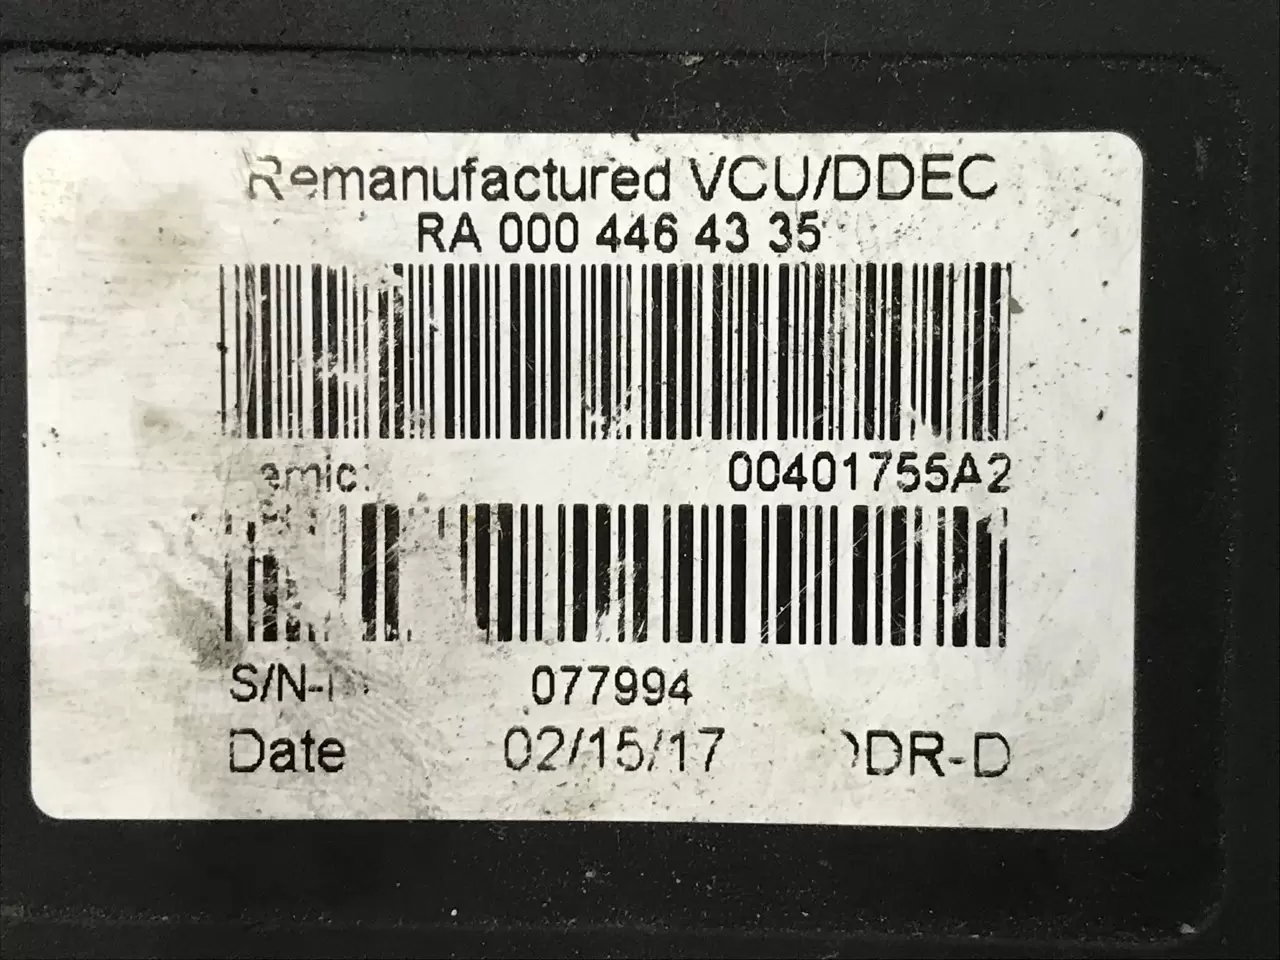 Remanufactured VCU/DDEC
RA 000 446 43 35
00401755A2
077994
Date 02/15/17